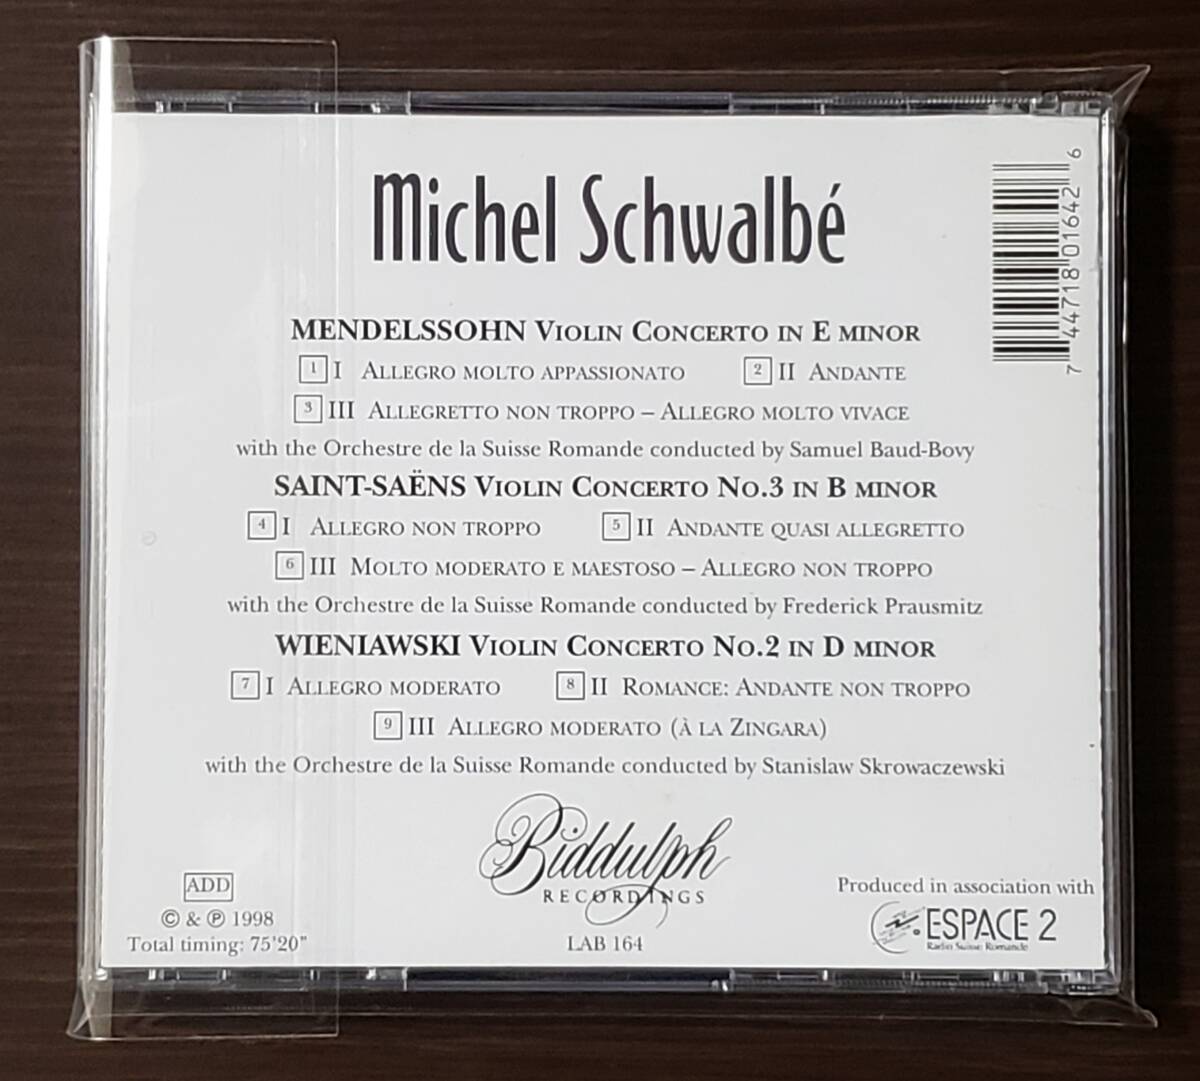 Michel Schwalbé
7 44718 01642 6
MENDELSSOHN VIOLIN CONCERTO IN E MINOR
1 I ALLEGRO MOLTO APPASSIONATO 2 II ANDANTE
3 III ALLEGRETTO NON TROPPO – ALLEGRO MOLTO VIVACE
with the Orchestre de la Suisse Romande conducted by Samuel Baud-Bovy
SAINT-SAËNS VIOLIN CONCERTO NO.3 IN B MINOR
4 I ALLEGRO NON TROPPO 5 II ANDANTE QUASI ALLEGRETTO
6 III MOLTO MODERATO E MAESTOSO – ALLEGRO NON TROPPO
with the Orchestre de la Suisse Romande conducted by Frederick Prausmitz
WIENIAWSKI VIOLIN CONCERTO NO.2 IN D MINOR
7 I ALLEGRO MODERATO 8 II ROMANCE: ANDANTE NON TROPPO
9 III ALLEGRO MODERATO (À LA ZINGARA)
with the Orchestre de la Suisse Romande conducted by Stanislaw Skrowaczewski
ADD
© & ℗ 1998
Total timing: 75'20"
Biddulph
RECORDINGS
LAB 164
Produced in association with
ESPACE 2
Radio Suisse Romande